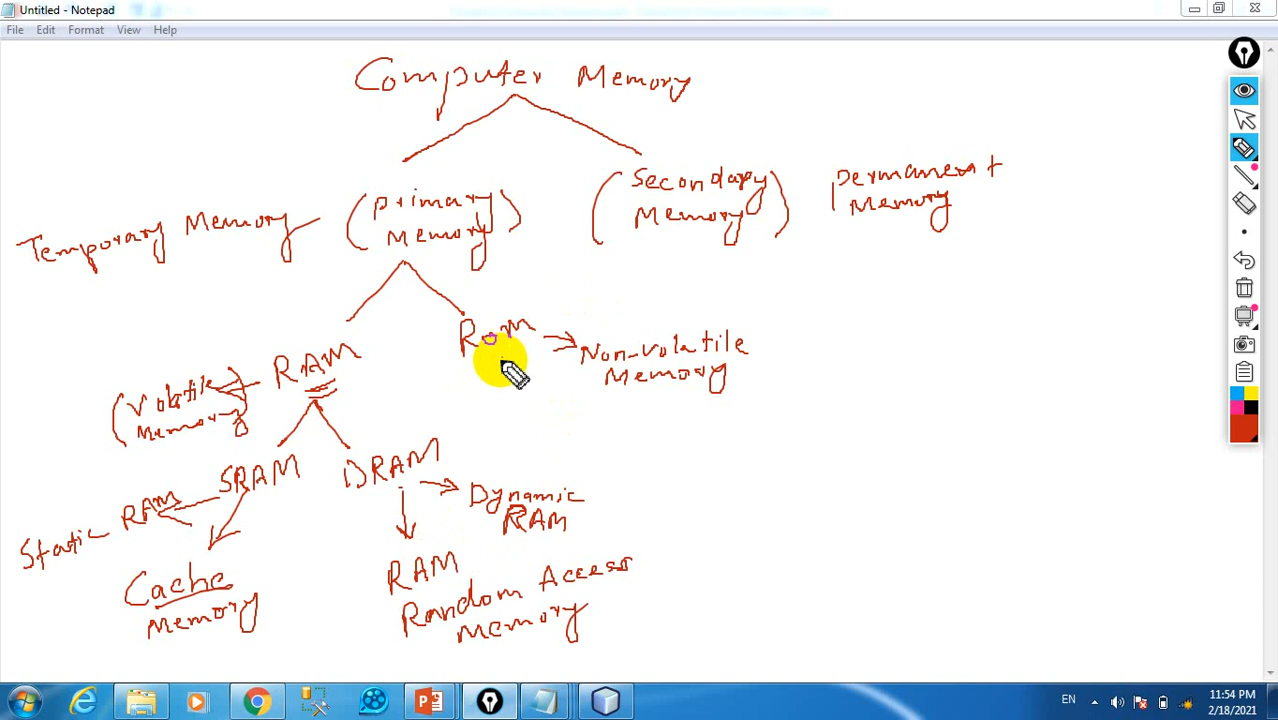 Untitled - Notepad
File Edit Format View Help
Computer Memory
Secondary
Memory
Permanent
Memory
Primary
Memory
Temporary Memory
RAM
Rom
Non-volatile
Memory
Volatile
Memory
SRAM
DRAM
Static RAM
Dynamic
RAM
Cache
Memory
RAM
Random Access
Memory
EN
11:54 PM
2/18/2021